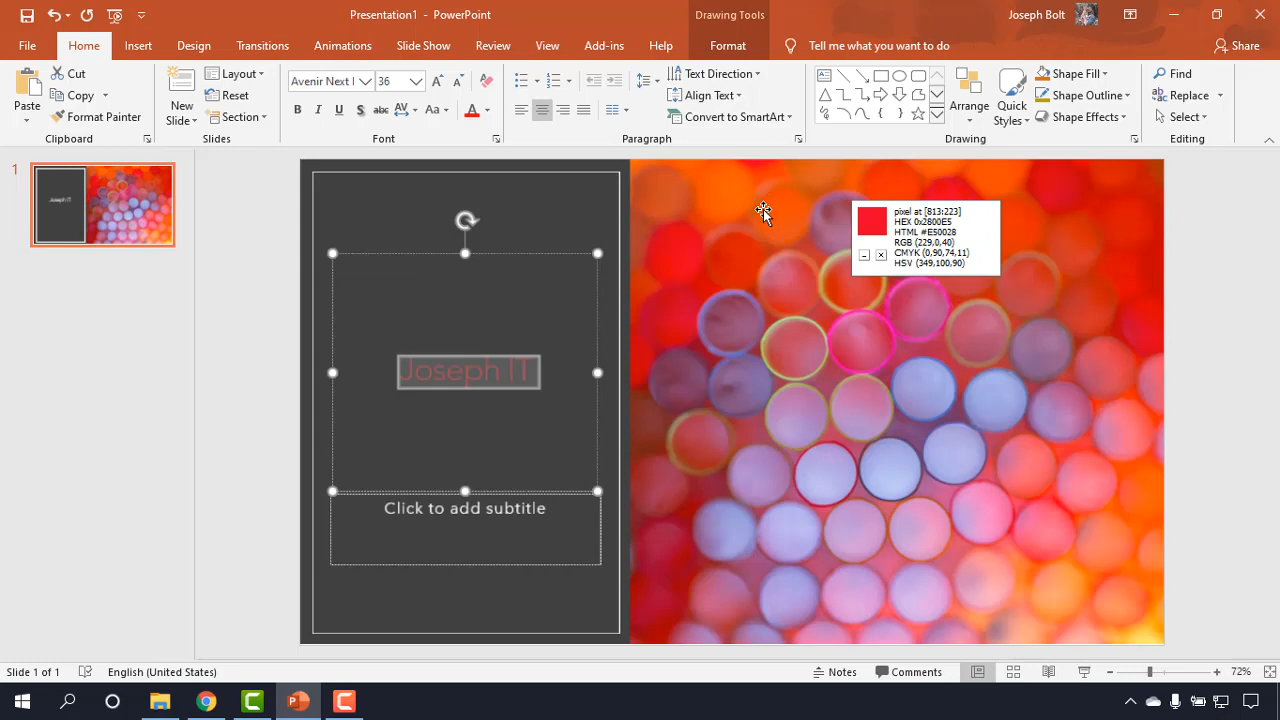 Presentation1 - PowerPoint
Drawing Tools
Joseph Bolt
File
Home
Insert
Design
Transitions
Animations
Slide Show
Review
View
Add-ins
Help
Format
Tell me what you want to do
Share
Paste
Cut
Copy
Format Painter
Clipboard
New
Slide
Layout
Reset
Section
Slides
Avenir Next I
36
Font
Text Direction
Align Text
Convert to SmartArt
Paragraph
Arrange
Quick
Styles
Shape Fill
Shape Outline
Shape Effects
Drawing
Find
Replace
Select
Editing
1
Joseph IT
Joseph IT
Click to add subtitle
pixel at [813:223]
HEX 0x2800E5
HTML #E50028
RGB (229,0,40)
CMYK (0,90,74,11)
HSV (349,100,90)
Slide 1 of 1
English (United States)
Notes
Comments
72%